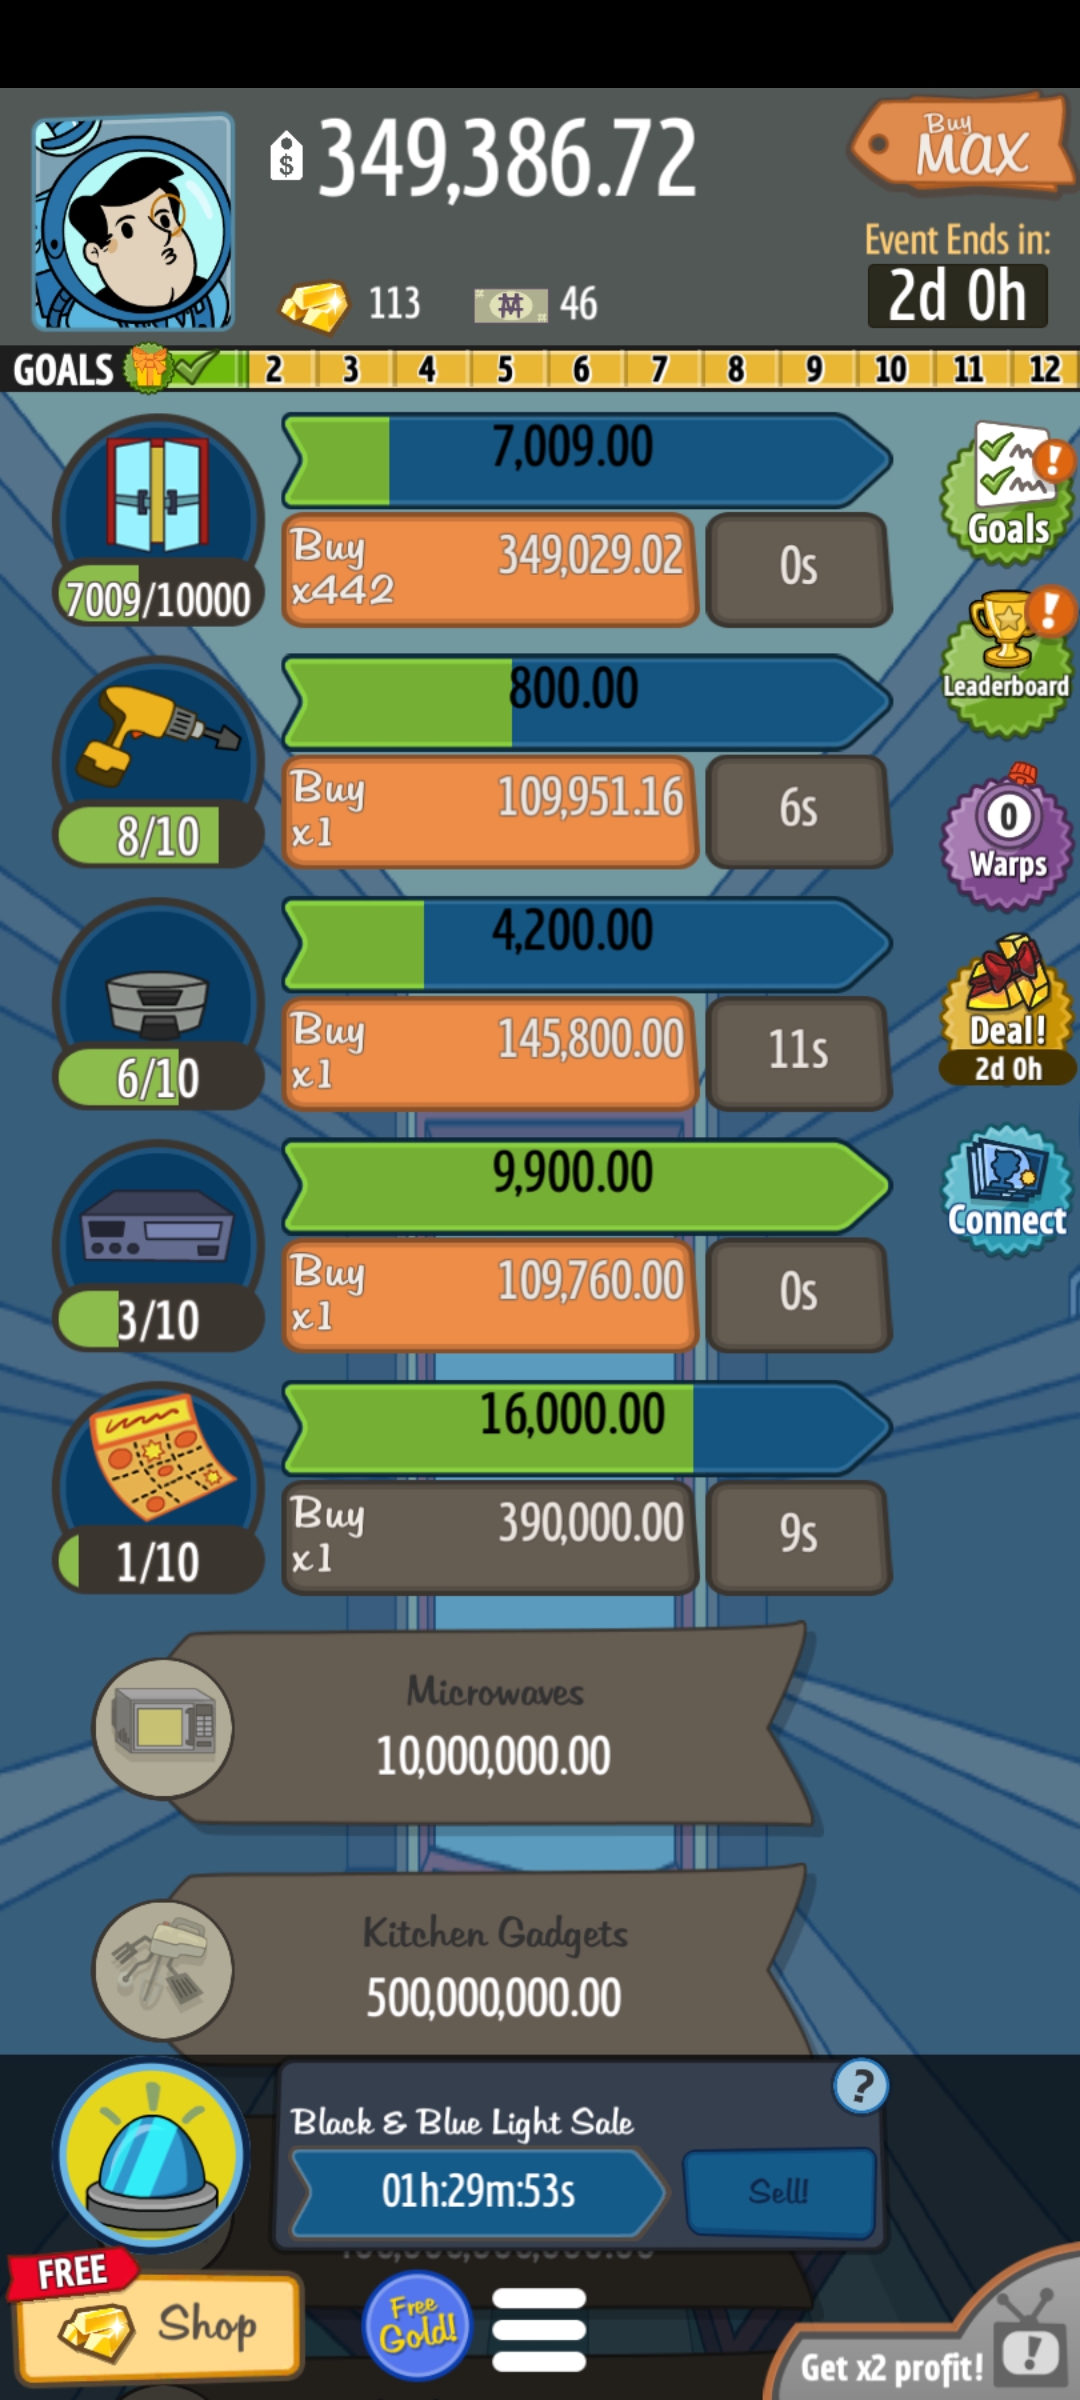 349,386.72
Buy
MAX
Event Ends in:
2d 0h
113
46
GOALS 2 3 4 5 6 7 8 9 10 11 12
7,009.00
Buy 349,029.02
x442
0s
7009/10000
Goals
800.00
Buy 109,951.16
x1
6s
8/10
Leaderboard
4,200.00
Buy 145,800.00
x1
11s
6/10
0
Warps
Deal!
2d 0h
9,900.00
Buy 109,760.00
x1
0s
3/10
Connect
16,000.00
Buy 390,000.00
x1
9s
1/10
Microwaves
10,000,000.00
Kitchen Gadgets
500,000,000.00
?
Black & Blue Light Sale
01h:29m:53s
Sell!
FREE
Shop
Free
Gold!
Get x2 profit!